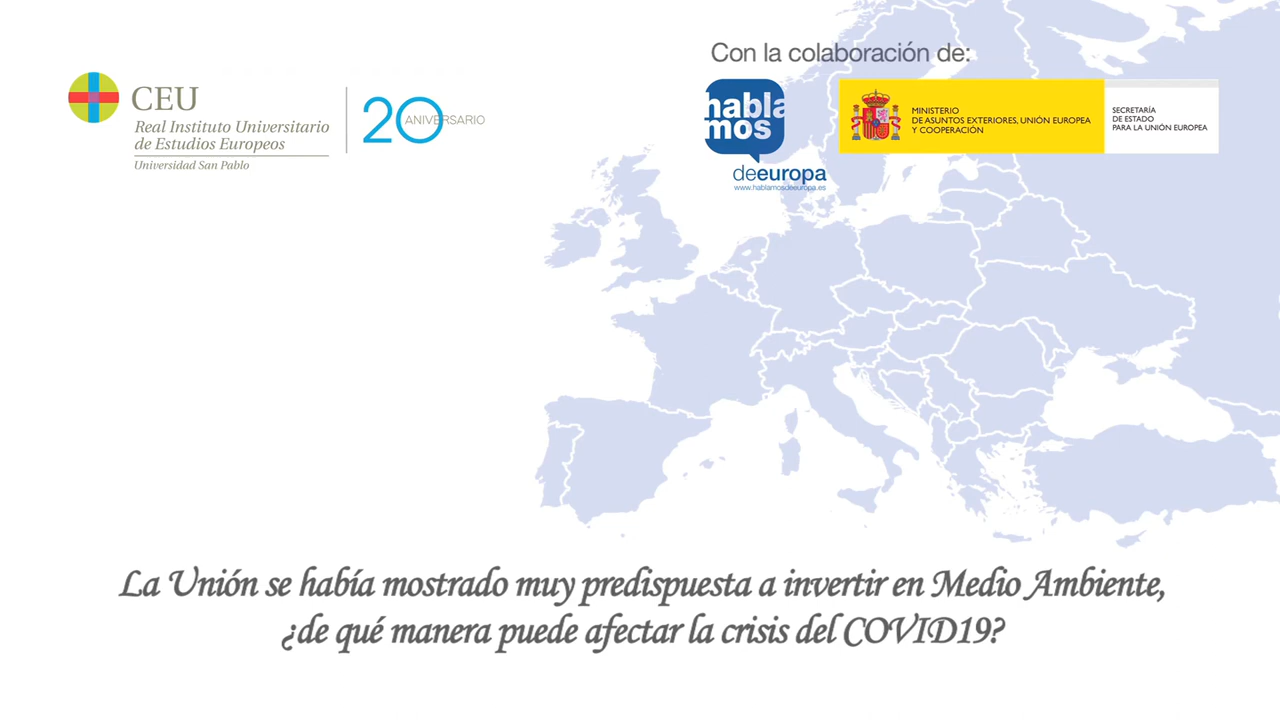 CEU
Real Instituto Universitario
de Estudios Europeos
Universidad San Pablo
20 ANIVERSARIO
Con la colaboración de:
habla
mos
deeuropa
www.hablamosdeeuropa.es
MINISTERIO
DE ASUNTOS EXTERIORES, UNIÓN EUROPEA
Y COOPERACIÓN
SECRETARÍA
DE ESTADO
PARA LA UNIÓN EUROPEA
La Unión se había mostrado muy predispuesta a invertir en Medio Ambiente,
¿de qué manera puede afectar la crisis del COVID19?